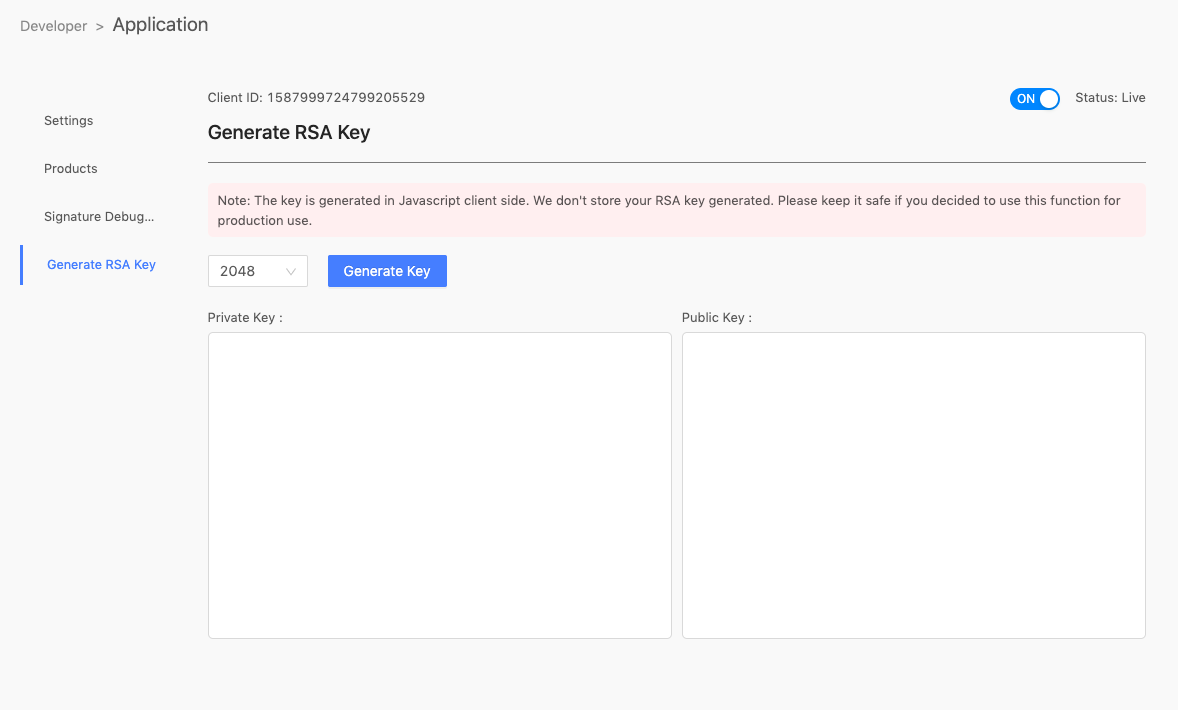 Developer > Application
Client ID: 1587999724799205529
ON
Status: Live
Settings
Generate RSA Key
Products
Note: The key is generated in Javascript client side. We don't store your RSA key generated. Please keep it safe if you decided to use this function for
production use.
Signature Debug...
Generate RSA Key
2048
Generate Key
Private Key :
Public Key :